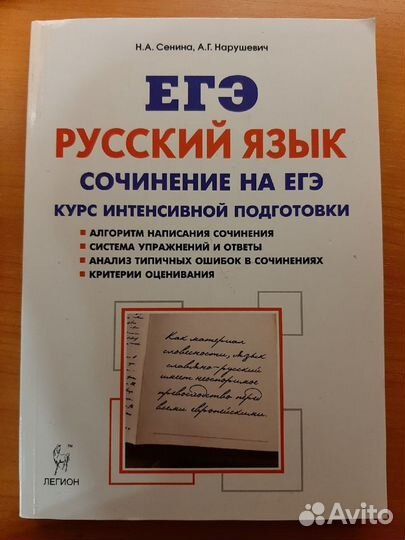 Н.А. Сенина, А.Г. Нарушевич
ЕГЭ
РУССКИЙ ЯЗЫК
СОЧИНЕНИЕ НА ЕГЭ
КУРС ИНТЕНСИВНОЙ ПОДГОТОВКИ
АЛГОРИТМ НАПИСАНИЯ СОЧИНЕНИЯ
СИСТЕМА УПРАЖНЕНИЙ И ОТВЕТЫ
АНАЛИЗ ТИПИЧНЫХ ОШИБОК В СОЧИНЕНИЯХ
КРИТЕРИИ ОЦЕНИВАНИЯ
Как материал
словесности, язык
славяно-русский
имеет неоспоримое
превосходство пред
всеми европейскими.
ЛЕГИОН
Avito